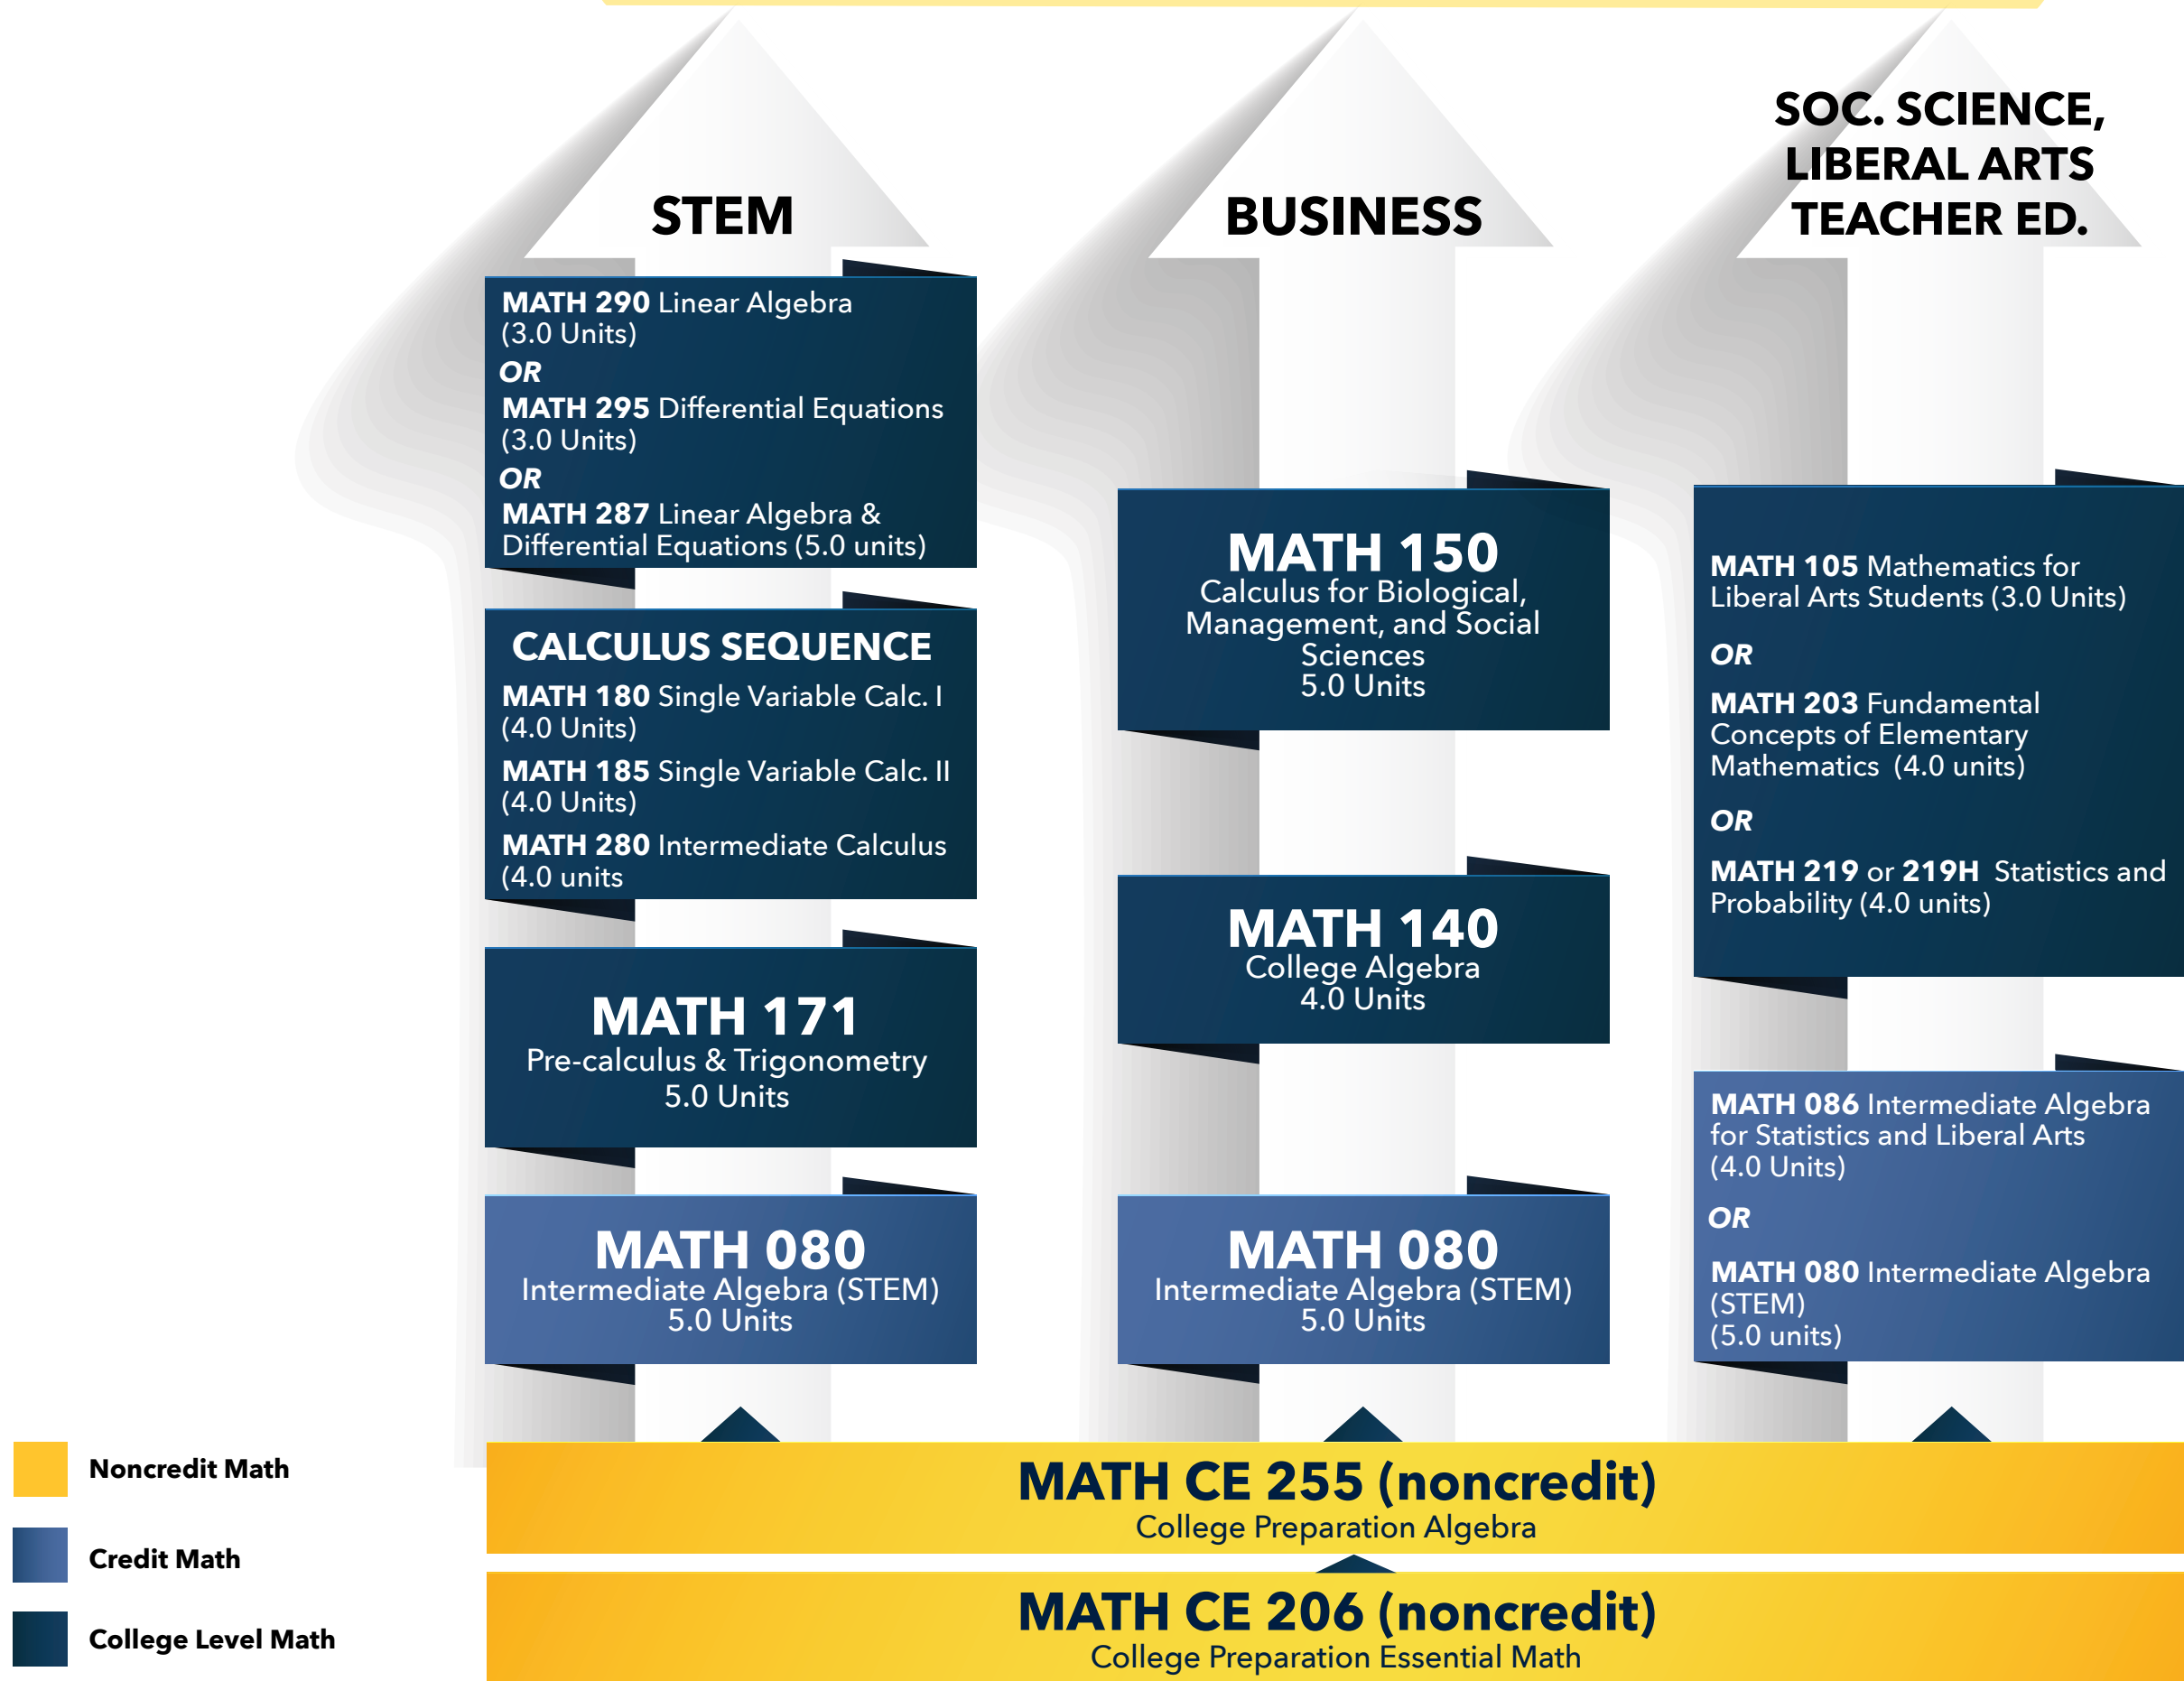 STEM
MATH 290 Linear Algebra
(3.0 Units)
OR
MATH 295 Differential Equations
(3.0 Units)
OR
MATH 287 Linear Algebra &
Differential Equations (5.0 units)
CALCULUS SEQUENCE
MATH 180 Single Variable Calc. I
(4.0 Units)
MATH 185 Single Variable Calc. II
(4.0 Units)
MATH 280 Intermediate Calculus
(4.0 units
MATH 171
Pre-calculus & Trigonometry
5.0 Units
MATH 080
Intermediate Algebra (STEM)
5.0 Units
BUSINESS
MATH 150
Calculus for Biological,
Management, and Social
Sciences
5.0 Units
MATH 140
College Algebra
4.0 Units
MATH 080
Intermediate Algebra (STEM)
5.0 Units
SOC. SCIENCE,
LIBERAL ARTS
TEACHER ED.
MATH 105 Mathematics for
Liberal Arts Students (3.0 Units)
OR
MATH 203 Fundamental
Concepts of Elementary
Mathematics (4.0 units)
OR
MATH 219 or 219H Statistics and
Probability (4.0 units)
MATH 086 Intermediate Algebra
for Statistics and Liberal Arts
(4.0 Units)
OR
MATH 080 Intermediate Algebra
(STEM)
(5.0 units)
MATH CE 255 (noncredit)
College Preparation Algebra
MATH CE 206 (noncredit)
College Preparation Essential Math
Noncredit Math
Credit Math
College Level Math